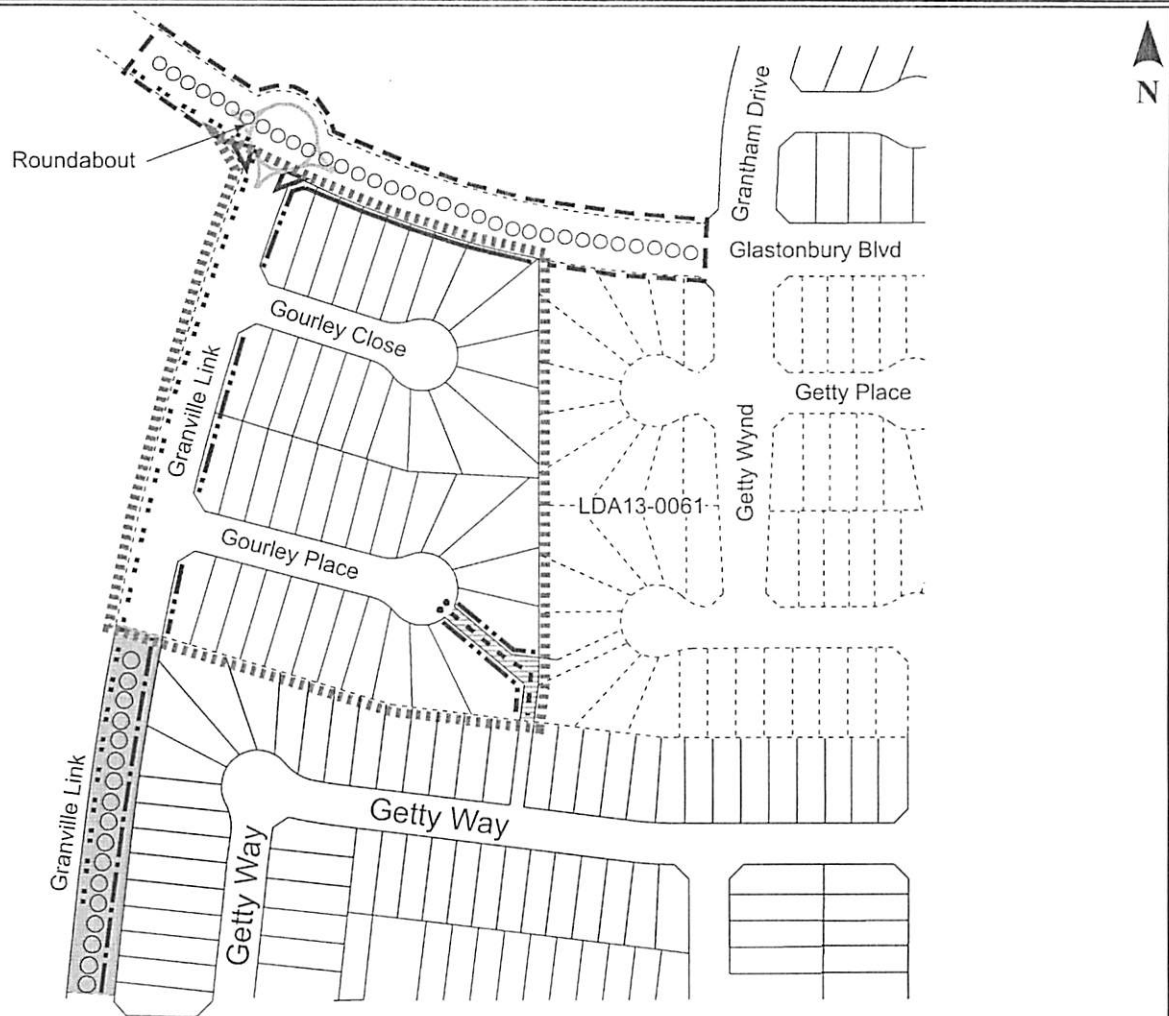 N
Grantham Drive
Roundabout
Glastonbury Blvd
Gourley Close
Getty Place
Granville Link
Getty Wynd
LDA13-0061
Gourley Place
Granville Link
Getty Way
Getty Way